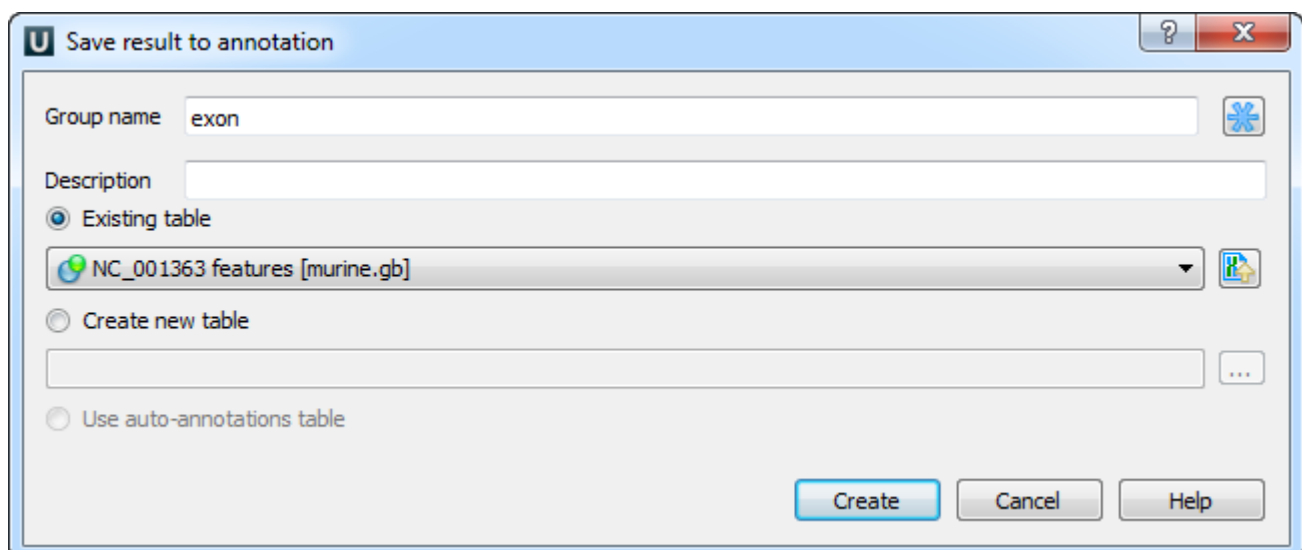 U Save result to annotation ? X
Group name exon
Description
Existing table
NC_001363 features [murine.gb]
Create new table
...
Use auto-annotations table
Create Cancel Help